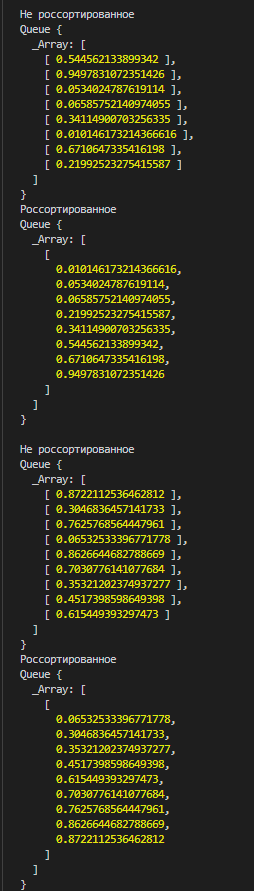 Не россортированное
Queue {
  _Array: [
    [ 0.544562133899342 ],
    [ 0.9497831072351426 ],
    [ 0.0534024787619114 ],
    [ 0.06585752140974055 ],
    [ 0.34114900703256335 ],
    [ 0.010146173214366616 ],
    [ 0.6710647335416198 ],
    [ 0.21992523275415587 ]
  ]
}
Россортированное
Queue {
  _Array: [
    [
      0.010146173214366616,
      0.0534024787619114,
      0.06585752140974055,
      0.21992523275415587,
      0.34114900703256335,
      0.544562133899342,
      0.6710647335416198,
      0.9497831072351426
    ]
  ]
}
Не россортированное
Queue {
  _Array: [
    [ 0.8722112536462812 ],
    [ 0.3046836457141733 ],
    [ 0.7625768564447961 ],
    [ 0.06532533396771778 ],
    [ 0.8626644682788669 ],
    [ 0.7030776141077684 ],
    [ 0.35321202374937277 ],
    [ 0.4517398598649398 ],
    [ 0.615449393297473 ]
  ]
}
Россортированное
Queue {
  _Array: [
    [
      0.06532533396771778,
      0.3046836457141733,
      0.35321202374937277,
      0.4517398598649398,
      0.615449393297473,
      0.7030776141077684,
      0.7625768564447961,
      0.8626644682788669,
      0.8722112536462812
    ]
  ]
}